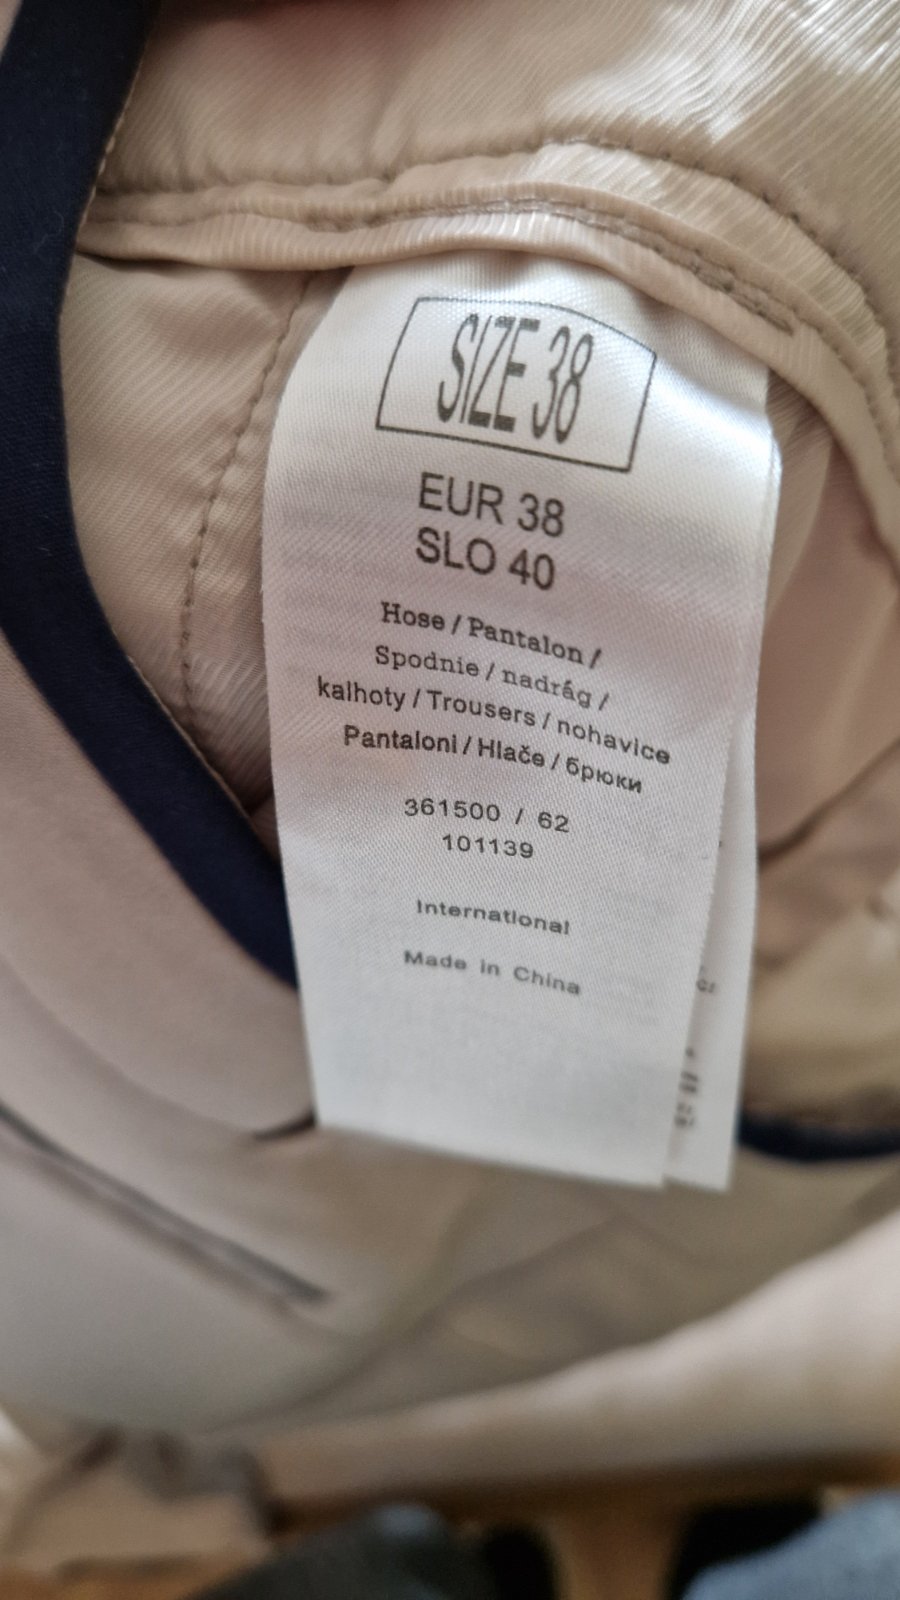 SIZE 38
EUR 38
SLO 40
Hose / Pantalon /
Spodnie / nadrág /
kalhoty / Trousers / nohavice
Pantaloni / Hlače / брюки
361500 / 62
101139
International
Made in China